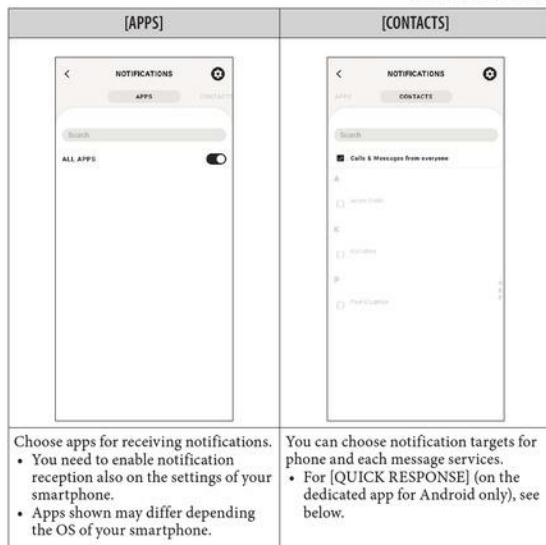 [APPS]
[CONTACTS]
NOTIFICATIONS
APPS
CONTACT
Search
ALL APPS
NOTIFICATIONS
APPS
CONTACTS
Search
Calls & Messages from everyone
A
K
P
Choose apps for receiving notifications.
• You need to enable notification
reception also on the settings of your
smartphone.
• Apps shown may differ depending
the OS of your smartphone.
You can choose notification targets for
phone and each message services.
• For [QUICK RESPONSE] (on the
dedicated app for Android only), see
below.